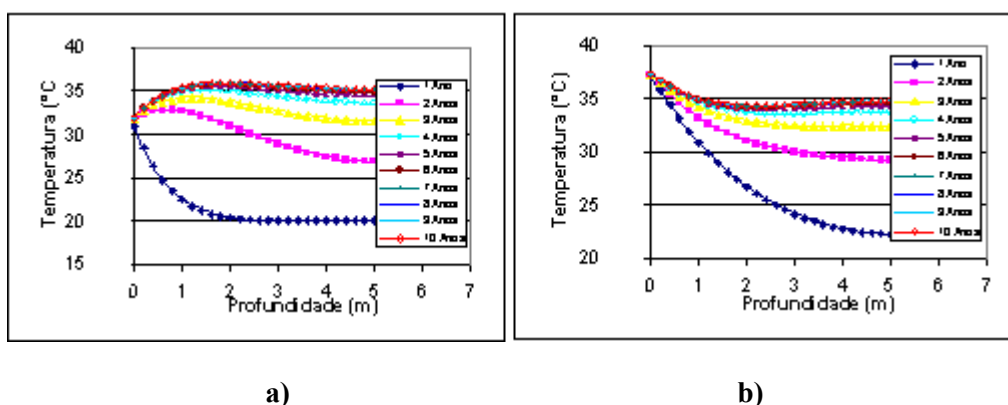 40
35
30
25
20
15
Temperatura (°C)
0 1 2 3 4 5 6 7
Profundidade (m)
1 Ano
2 Anos
3 Anos
4 Anos
5 Anos
6 Anos
7 Anos
8 Anos
9 Anos
10 Anos
a)
40
35
30
25
20
Temperatura (°C)
0 1 2 3 4 5 6 7
Profundidade (m)
1 Ano
2 Anos
3 Anos
4 Anos
5 Anos
6 Anos
7 Anos
8 Anos
9 Anos
10 Anos
b)